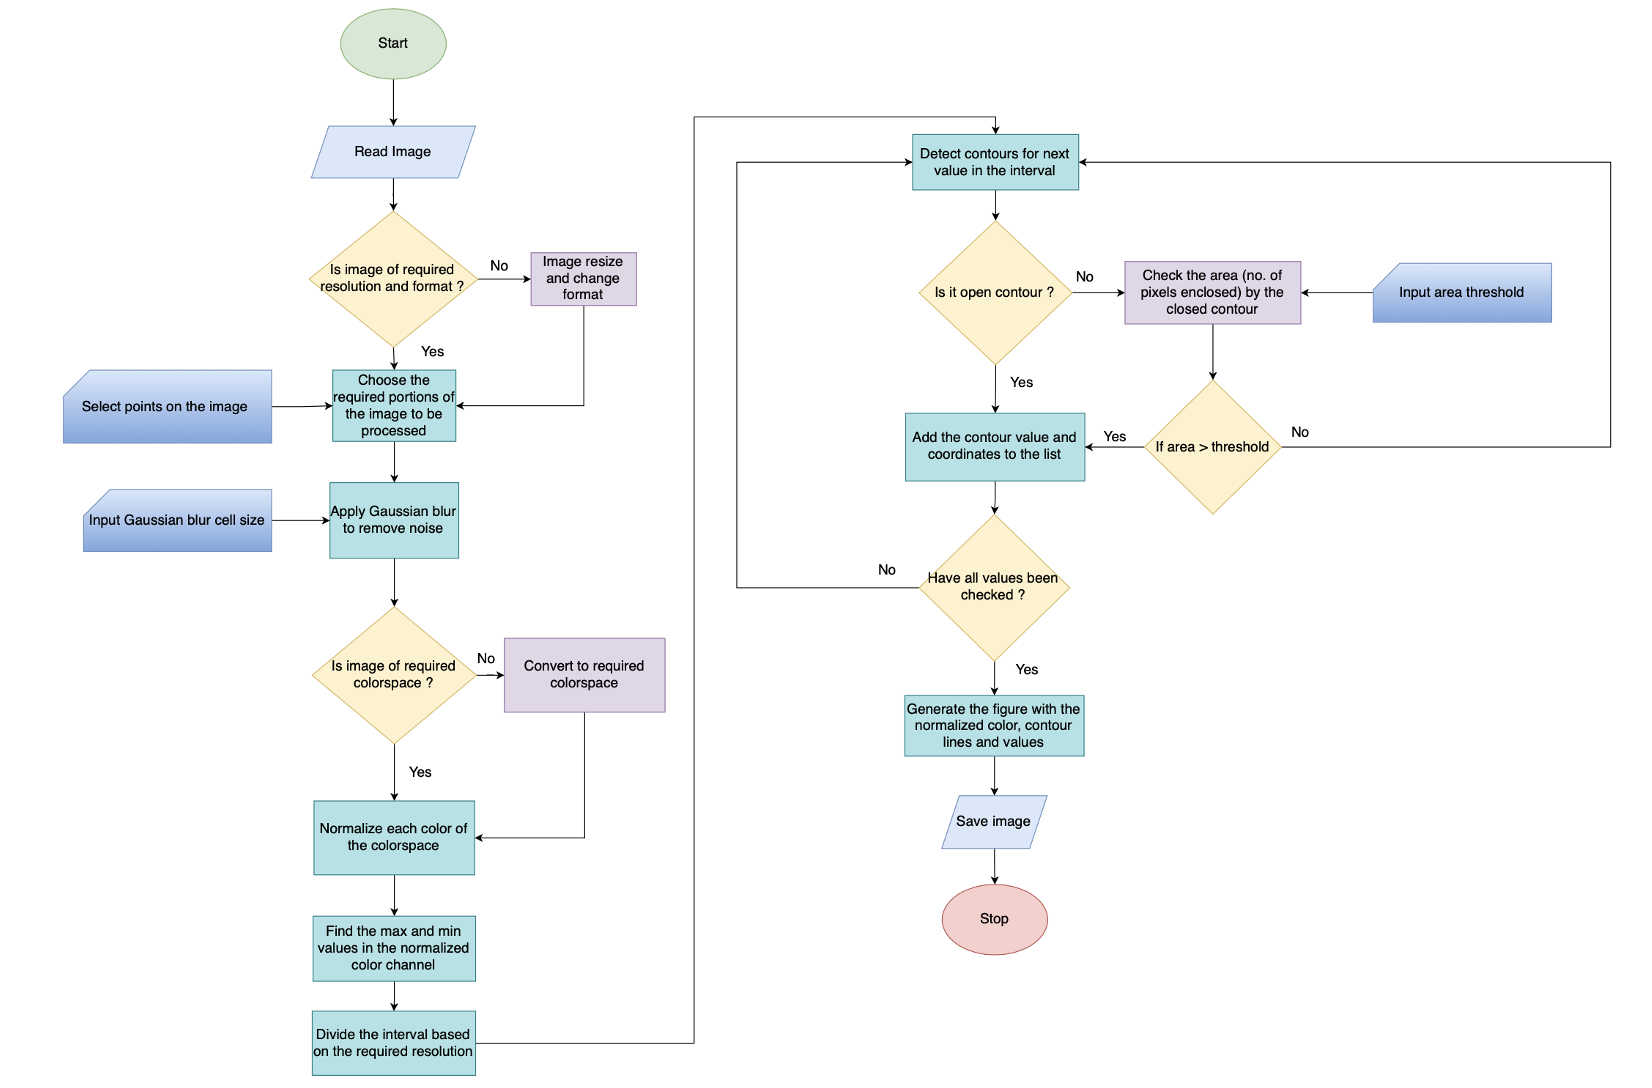 Start
Read Image
Is image of required
resolution and format ?
No
Image resize
and change
format
Yes
Select points on the image
Choose the
required portions of
the image to be
processed
Input Gaussian blur cell size
Apply Gaussian blur
to remove noise
Is image of required
colorspace ?
No
Convert to required
colorspace
Yes
Normalize each color of
the colorspace
Find the max and min
values in the normalized
color channel
Divide the interval based
on the required resolution
Detect contours for next
value in the interval
Is it open contour ?
No
Check the area (no. of
pixels enclosed) by the
closed contour
Input area threshold
Yes
Add the contour value and
coordinates to the list
Yes
If area > threshold
No
Have all values been
checked ?
No
Yes
Generate the figure with the
normalized color, contour
lines and values
Save image
Stop